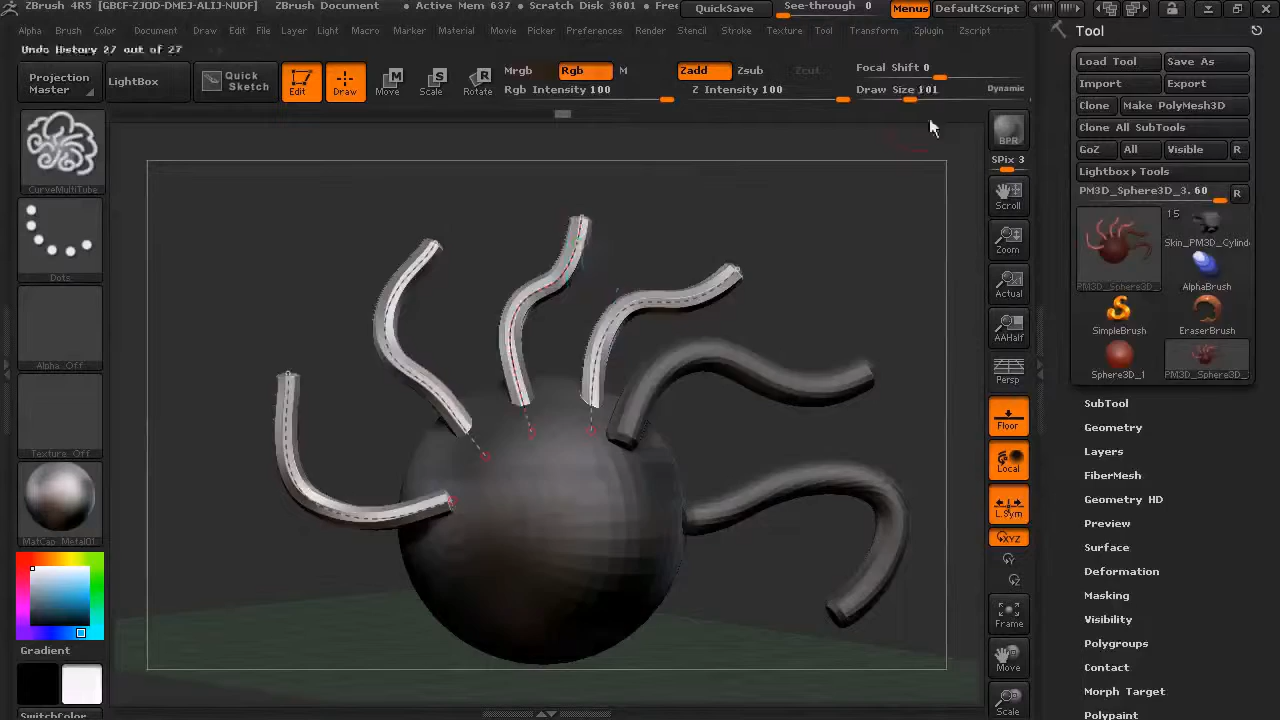 ZBrush 4R5 [GBCF-ZJOD-DMEJ-ALIJ-NUDF] ZBrush Document • Active Mem 637 • Scratch Disk 3601 • Free QuickSave See-through 0 Menus DefaultZScript
Alpha Brush Color Document Draw Edit File Layer Light Macro Marker Material Movie Picker Preferences Render Stencil Stroke Texture Tool Transform Zplugin Zscript
Undo History 27 out of 27
Projection Master
LightBox
Quick Sketch
Edit
Draw
Move
Scale
Rotate
Mrgb Rgb M
Rgb Intensity 100
Zadd Zsub Zcut
Z Intensity 100
Focal Shift 0
Draw Size 101 Dynamic
CurveMultiTube
Dots
Alpha Off
Texture Off
MatCap_Metal01
Gradient
SwitchColor
BPR
SPix 3
Scroll
Zoom
Actual
AAHalf
Persp
Floor
Local
L.Sym
XYZ
Y
Z
Frame
Move
Scale
Tool
Load Tool Save As
Import Export
Clone Make PolyMesh3D
Clone All SubTools
GoZ All Visible R
Lightbox▸Tools
PM3D_Sphere3D_3. 60 R
15
PM3D_Sphere3D_ Skin_PM3D_Cylind
AlphaBrush
SimpleBrush EraserBrush
Sphere3D_1 PM3D_Sphere3D_
SubTool
Geometry
Layers
FiberMesh
Geometry HD
Preview
Surface
Deformation
Masking
Visibility
Polygroups
Contact
Morph Target
Polypaint